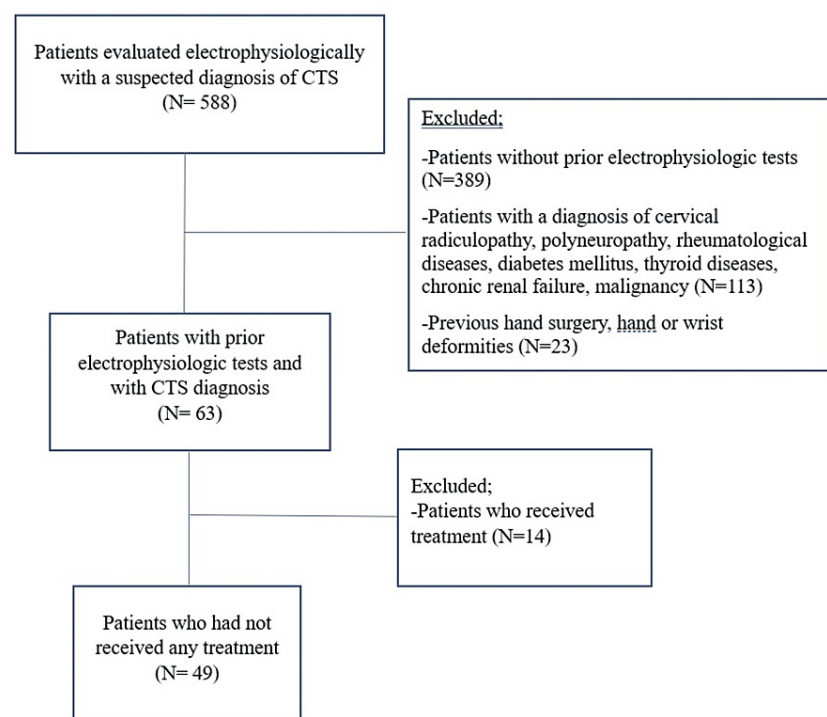 Patients evaluated electrophysiologically
with a suspected diagnosis of CTS
(N= 588)
Excluded;
-Patients without prior electrophysiologic tests
(N=389)
-Patients with a diagnosis of cervical
radiculopathy, polyneuropathy, rheumatological
diseases, diabetes mellitus, thyroid diseases,
chronic renal failure, malignancy (N=113)
-Previous hand surgery, hand or wrist
deformities (N=23)
Patients with prior
electrophysiologic tests and
with CTS diagnosis
(N= 63)
Excluded;
-Patients who received
treatment (N=14)
Patients who had not
received any treatment
(N= 49)